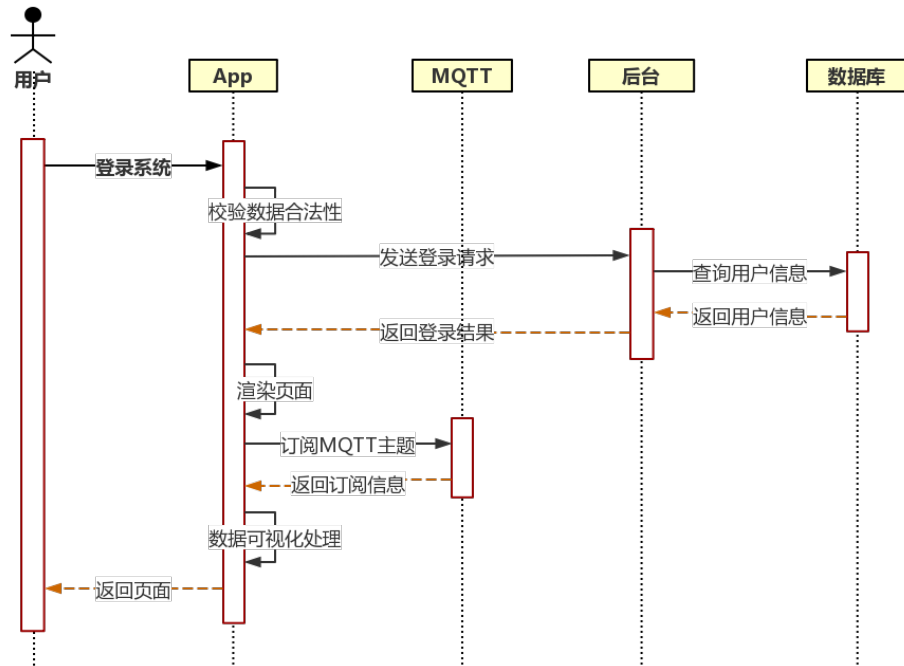 用户
App
MQTT
后台
数据库
登录系统
校验数据合法性
发送登录请求
查询用户信息
返回用户信息
返回登录结果
渲染页面
订阅MQTT主题
返回订阅信息
数据可视化处理
返回页面